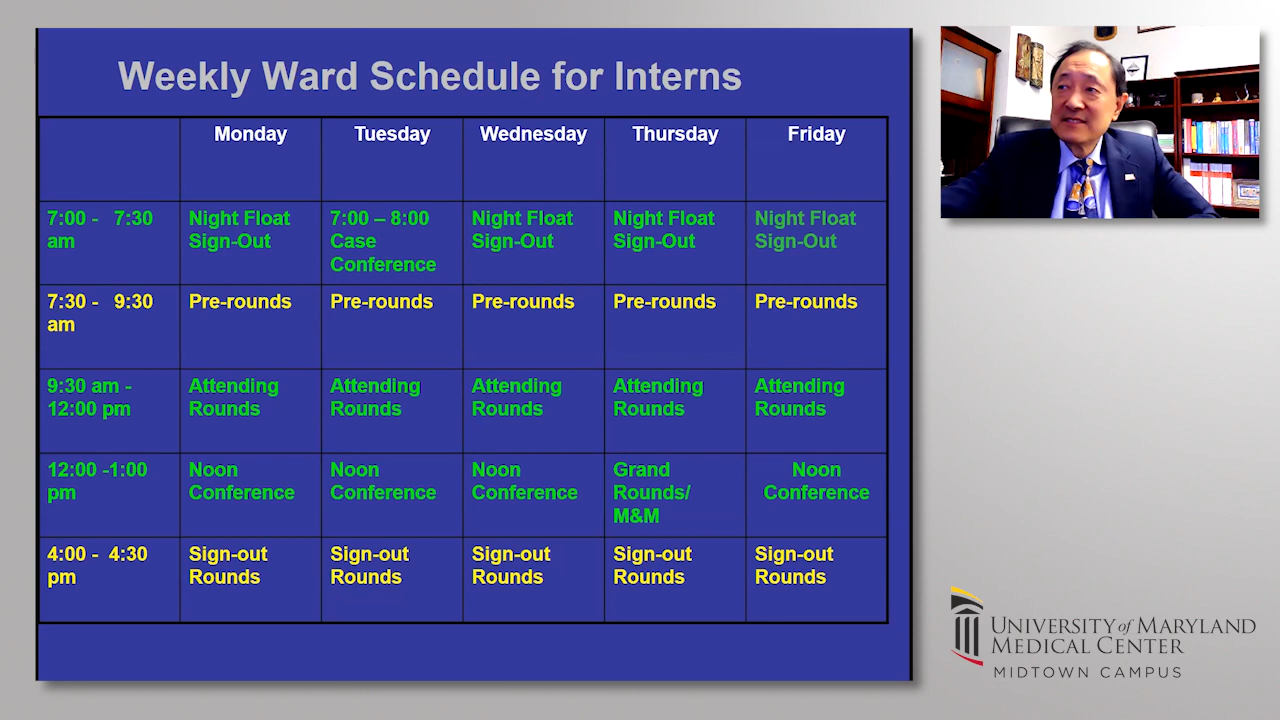 Weekly Ward Schedule for Interns
Monday
Tuesday
Wednesday
Thursday
Friday
7:00 - 7:30
am
Night Float
Sign-Out
7:00 – 8:00
Case
Conference
Night Float
Sign-Out
Night Float
Sign-Out
Night Float
Sign-Out
7:30 - 9:30
am
Pre-rounds
Pre-rounds
Pre-rounds
Pre-rounds
Pre-rounds
9:30 am -
12:00 pm
Attending
Rounds
Attending
Rounds
Attending
Rounds
Attending
Rounds
Attending
Rounds
12:00 -1:00
pm
Noon
Conference
Noon
Conference
Noon
Conference
Grand
Rounds/
M&M
Noon
Conference
4:00 - 4:30
pm
Sign-out
Rounds
Sign-out
Rounds
Sign-out
Rounds
Sign-out
Rounds
Sign-out
Rounds
UNIVERSITY of MARYLAND
MEDICAL CENTER
MIDTOWN CAMPUS